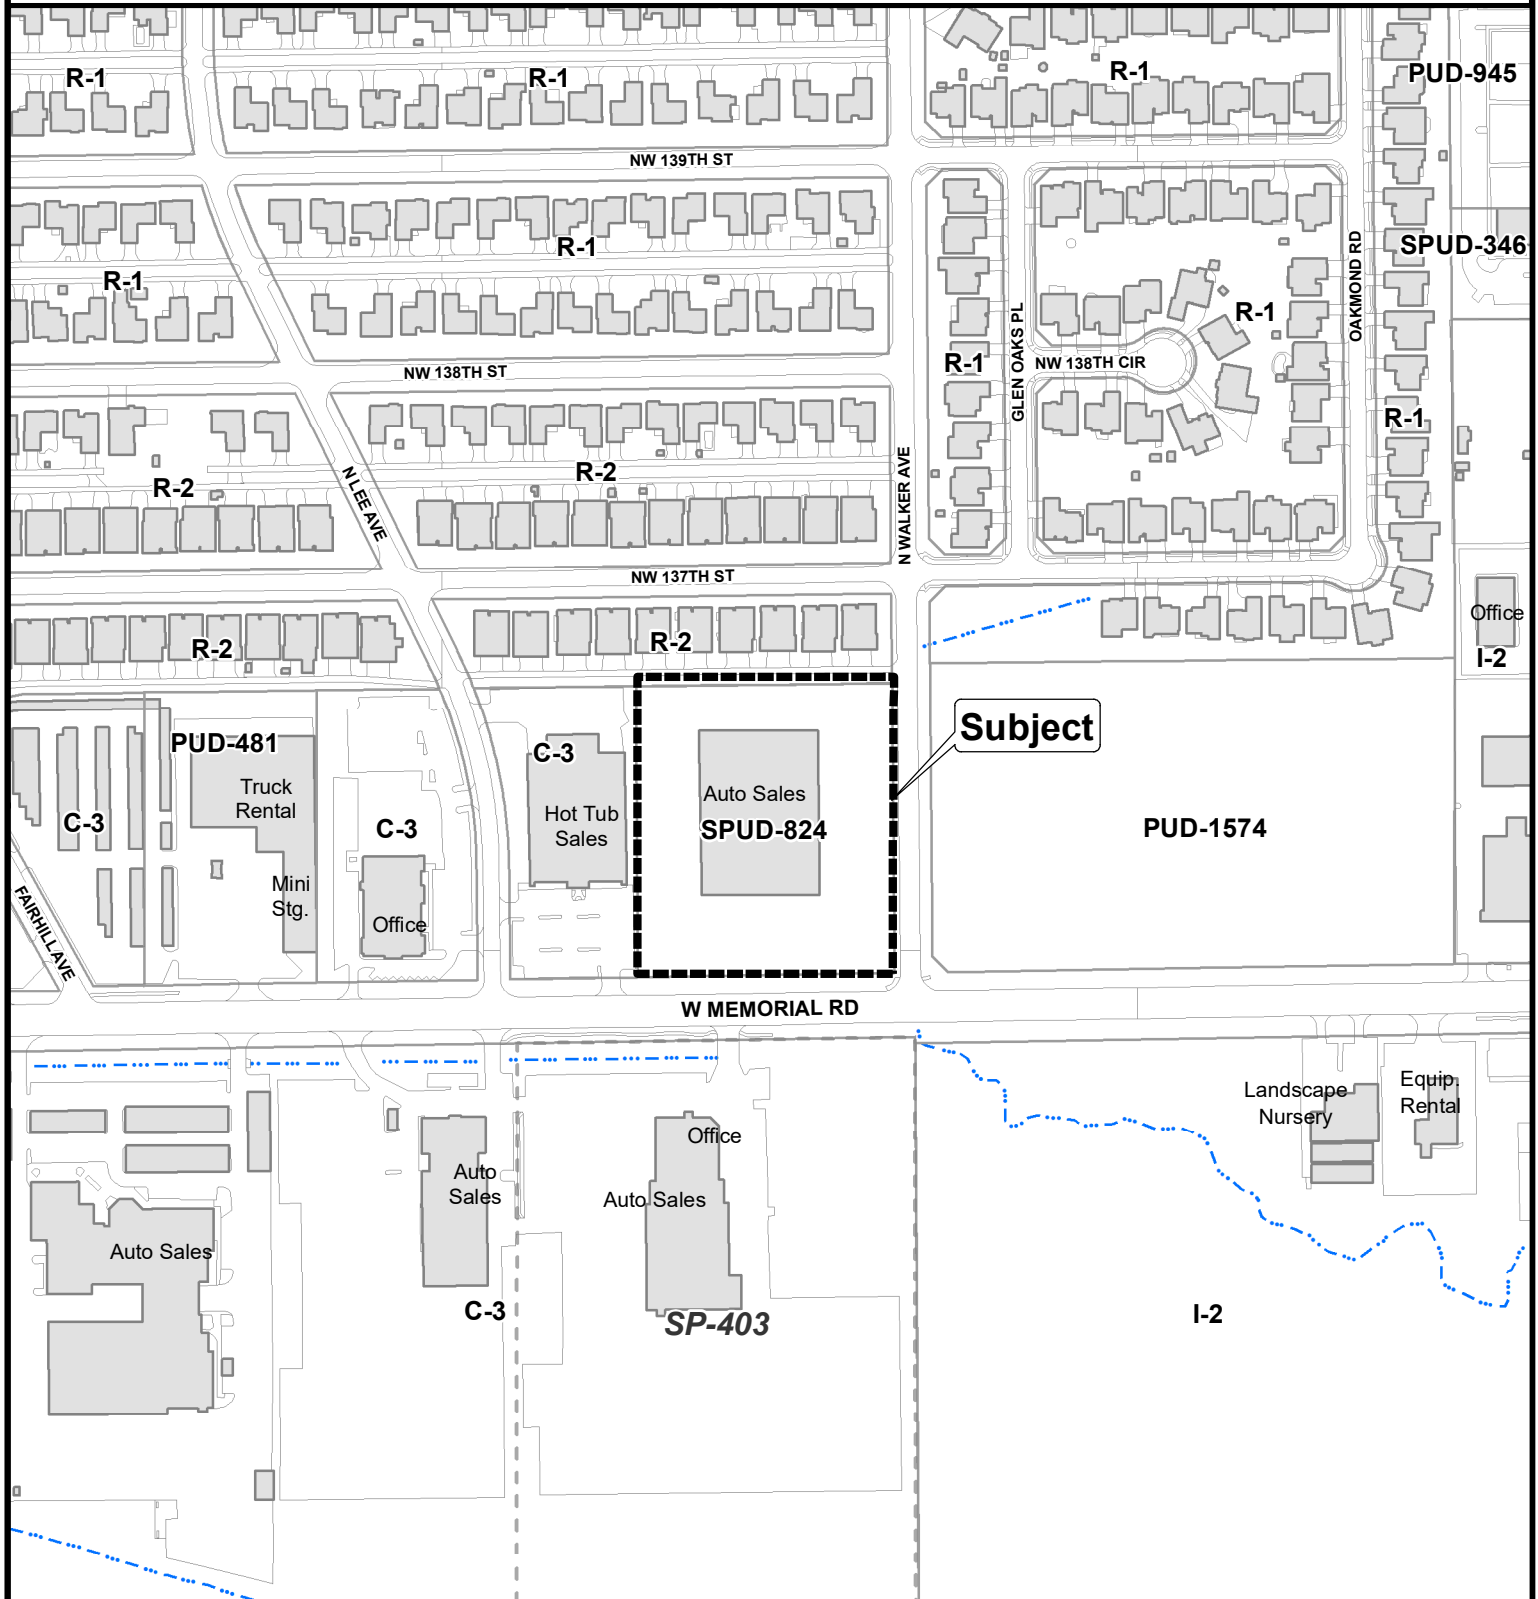 R-1
R-1
R-1
PUD-945
NW 139TH ST
R-1
SPUD-346
R-1
OAKMOND RD
R-1
GLEN OAKS PL
R-1
NW 138TH CIR
NW 138TH ST
R-1
N WALKER AVE
R-2
R-2
N LEE AVE
NW 137TH ST
Office
R-2
R-2
I-2
Subject
PUD-481
C-3
Truck
Rental
Auto Sales
Hot Tub
Sales
C-3
C-3
SPUD-824
PUD-1574
Mini
Stg.
Office
FAIRHILL AVE
W MEMORIAL RD
Landscape
Nursery
Equip.
Rental
Office
Auto
Sales
Auto Sales
Auto Sales
C-3
SP-403
I-2